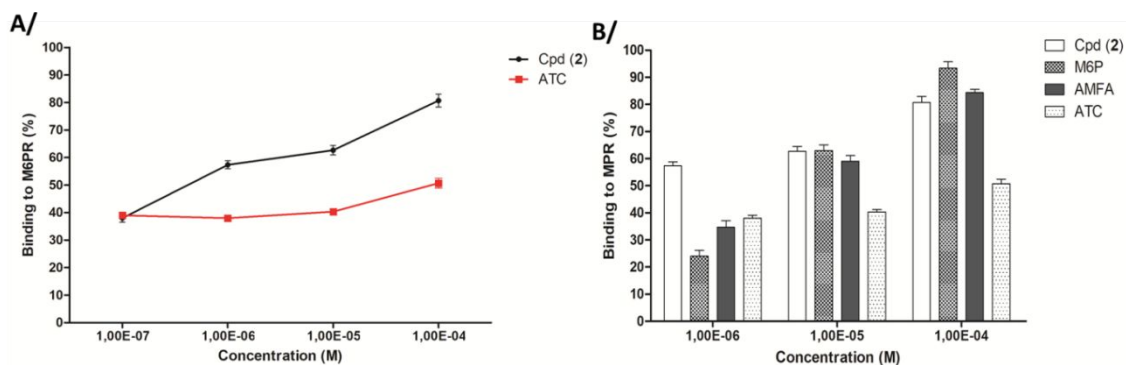 A/
Binding to M6PR (%)
100
90
80
70
60
50
40
30
20
10
0
1,00E-07 1,00E-06 1,00E-05 1,00E-04
Concentration (M)
Cpd (2)
ATC
B/
Binding to MPR (%)
100
90
80
70
60
50
40
30
20
10
0
1,00E-06 1,00E-05 1,00E-04
Concentration (M)
Cpd (2)
M6P
AMFA
ATC